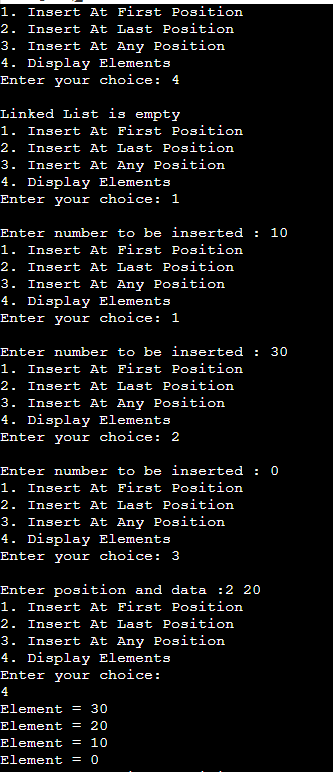 1. Insert At First Position
2. Insert At Last Position
3. Insert At Any Position
4. Display Elements
Enter your choice: 4
Linked List is empty
1. Insert At First Position
2. Insert At Last Position
3. Insert At Any Position
4. Display Elements
Enter your choice: 1
Enter number to be inserted : 10
1. Insert At First Position
2. Insert At Last Position
3. Insert At Any Position
4. Display Elements
Enter your choice: 1
Enter number to be inserted : 30
1. Insert At First Position
2. Insert At Last Position
3. Insert At Any Position
4. Display Elements
Enter your choice: 2
Enter number to be inserted : 0
1. Insert At First Position
2. Insert At Last Position
3. Insert At Any Position
4. Display Elements
Enter your choice: 3
Enter position and data :2 20
1. Insert At First Position
2. Insert At Last Position
3. Insert At Any Position
4. Display Elements
Enter your choice:
4
Element = 30
Element = 20
Element = 10
Element = 0